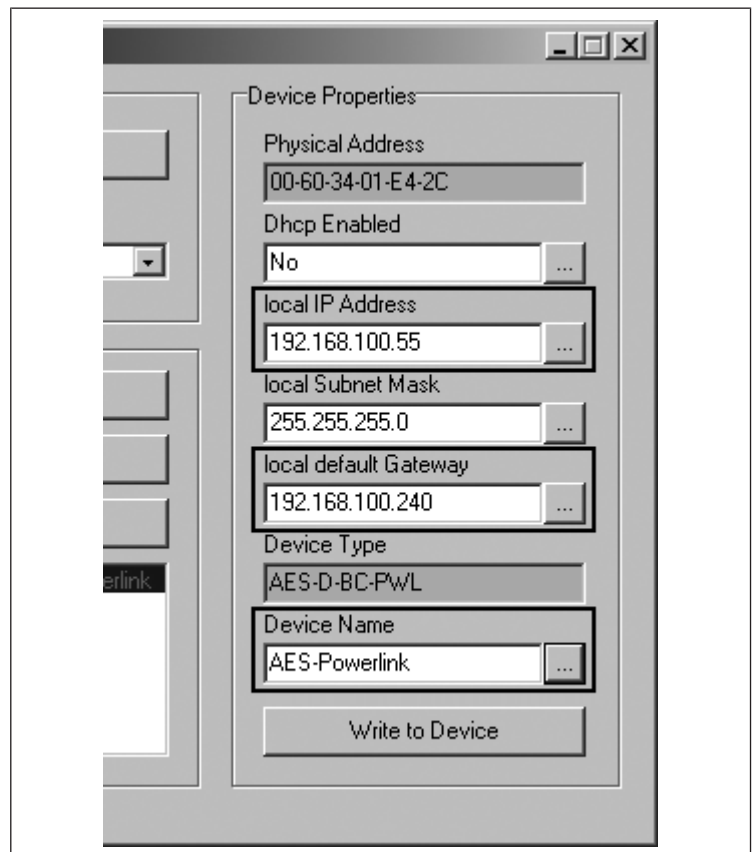 Device Properties
Physical Address
00-60-34-01-E4-2C
Dhcp Enabled
No
...
local IP Address
192.168.100.55
...
local Subnet Mask
255.255.255.0
...
local default Gateway
192.168.100.240
...
Device Type
AES-D-BC-PWL
erlink
Device Name
AES-Powerlink
...
Write to Device